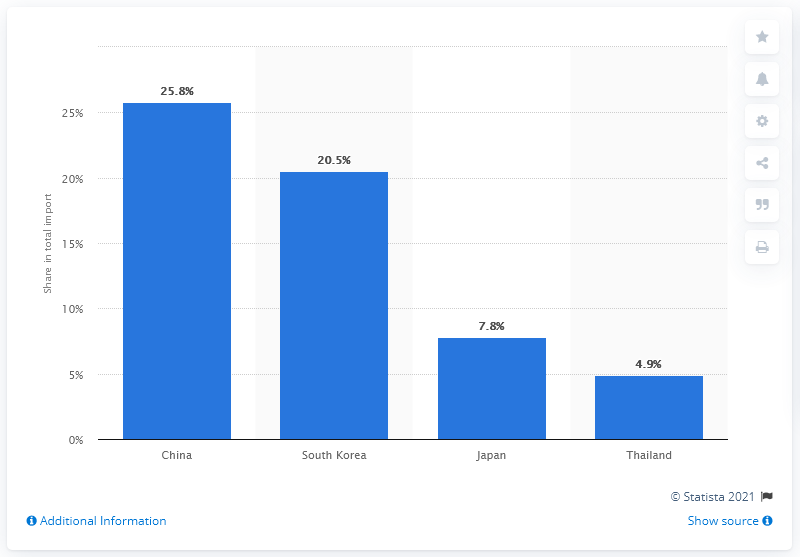 25.8%
20.5%
7.8%
4.9%
25%
20%
15%
10%
5%
0%
Share in total import
China
South Korea
Japan
Thailand
© Statista 2021
Additional Information
Show source